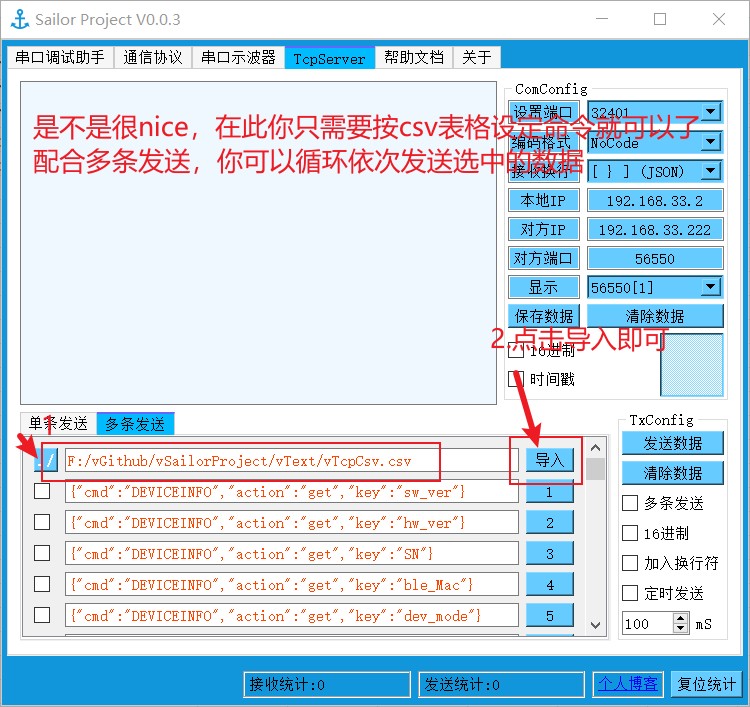 Sailor Project V0.0.3
串口调试助手 通信协议 串口示波器 TcpServer 帮助文档 关于
是不是很nice，在此你只需要按csv表格设定命令就可以了
配合多条发送，你可以循环依次发送选中的数据
ComConfig
设置端口 32401
编码格式 NoCode
接收换行 [ } ] (JSON)
本地IP 192.168.33.2
对方IP 192.168.33.222
对方端口 56550
显示 56550[1]
保存数据 清除数据
2.点击导入即可
16进制
时间戳
单条发送 多条发送
1
./ F:/vGithub/vSailorProject/vText/vTcpCsv.csv 导入
{"cmd":"DEVICEINFO","action":"get","key":"sw_ver"} 1
{"cmd":"DEVICEINFO","action":"get","key":"hw_ver"} 2
{"cmd":"DEVICEINFO","action":"get","key":"SN"} 3
{"cmd":"DEVICEINFO","action":"get","key":"ble_Mac"} 4
{"cmd":"DEVICEINFO","action":"get","key":"dev_mode"} 5
TxConfig
发送数据
清除数据
多条发送
16进制
加入换行符
定时发送
100 mS
接收统计:0 发送统计:0 个人博客 复位统计